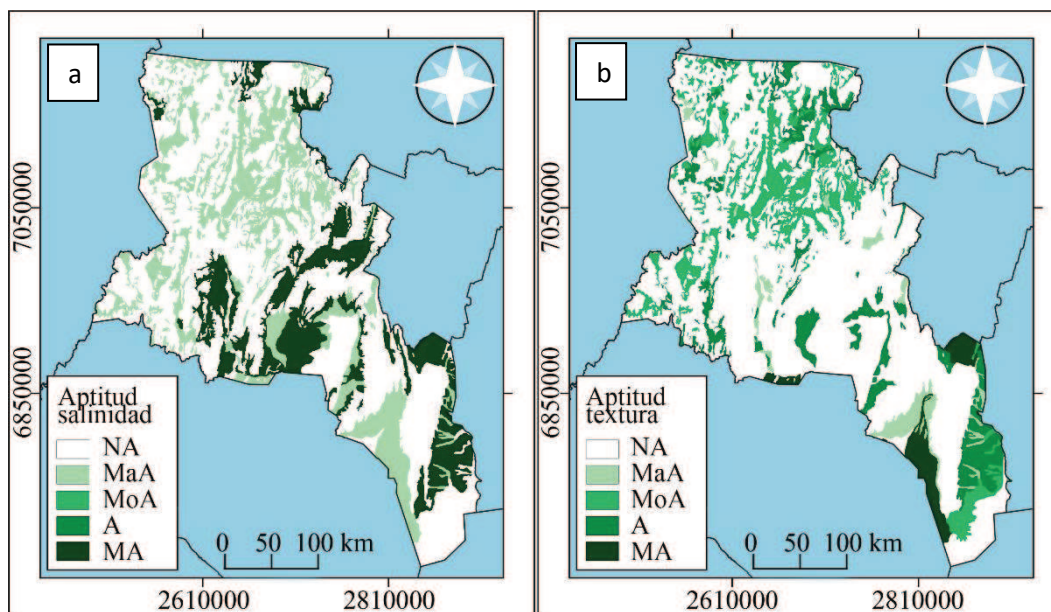 a
7050000
6850000
Aptitud
salinidad
NA
MaA
MoA
A
MA
0 50 100 km
2610000 2810000
b
7050000
6850000
Aptitud
textura
NA
MaA
MoA
A
MA
0 50 100 km
2610000 2810000